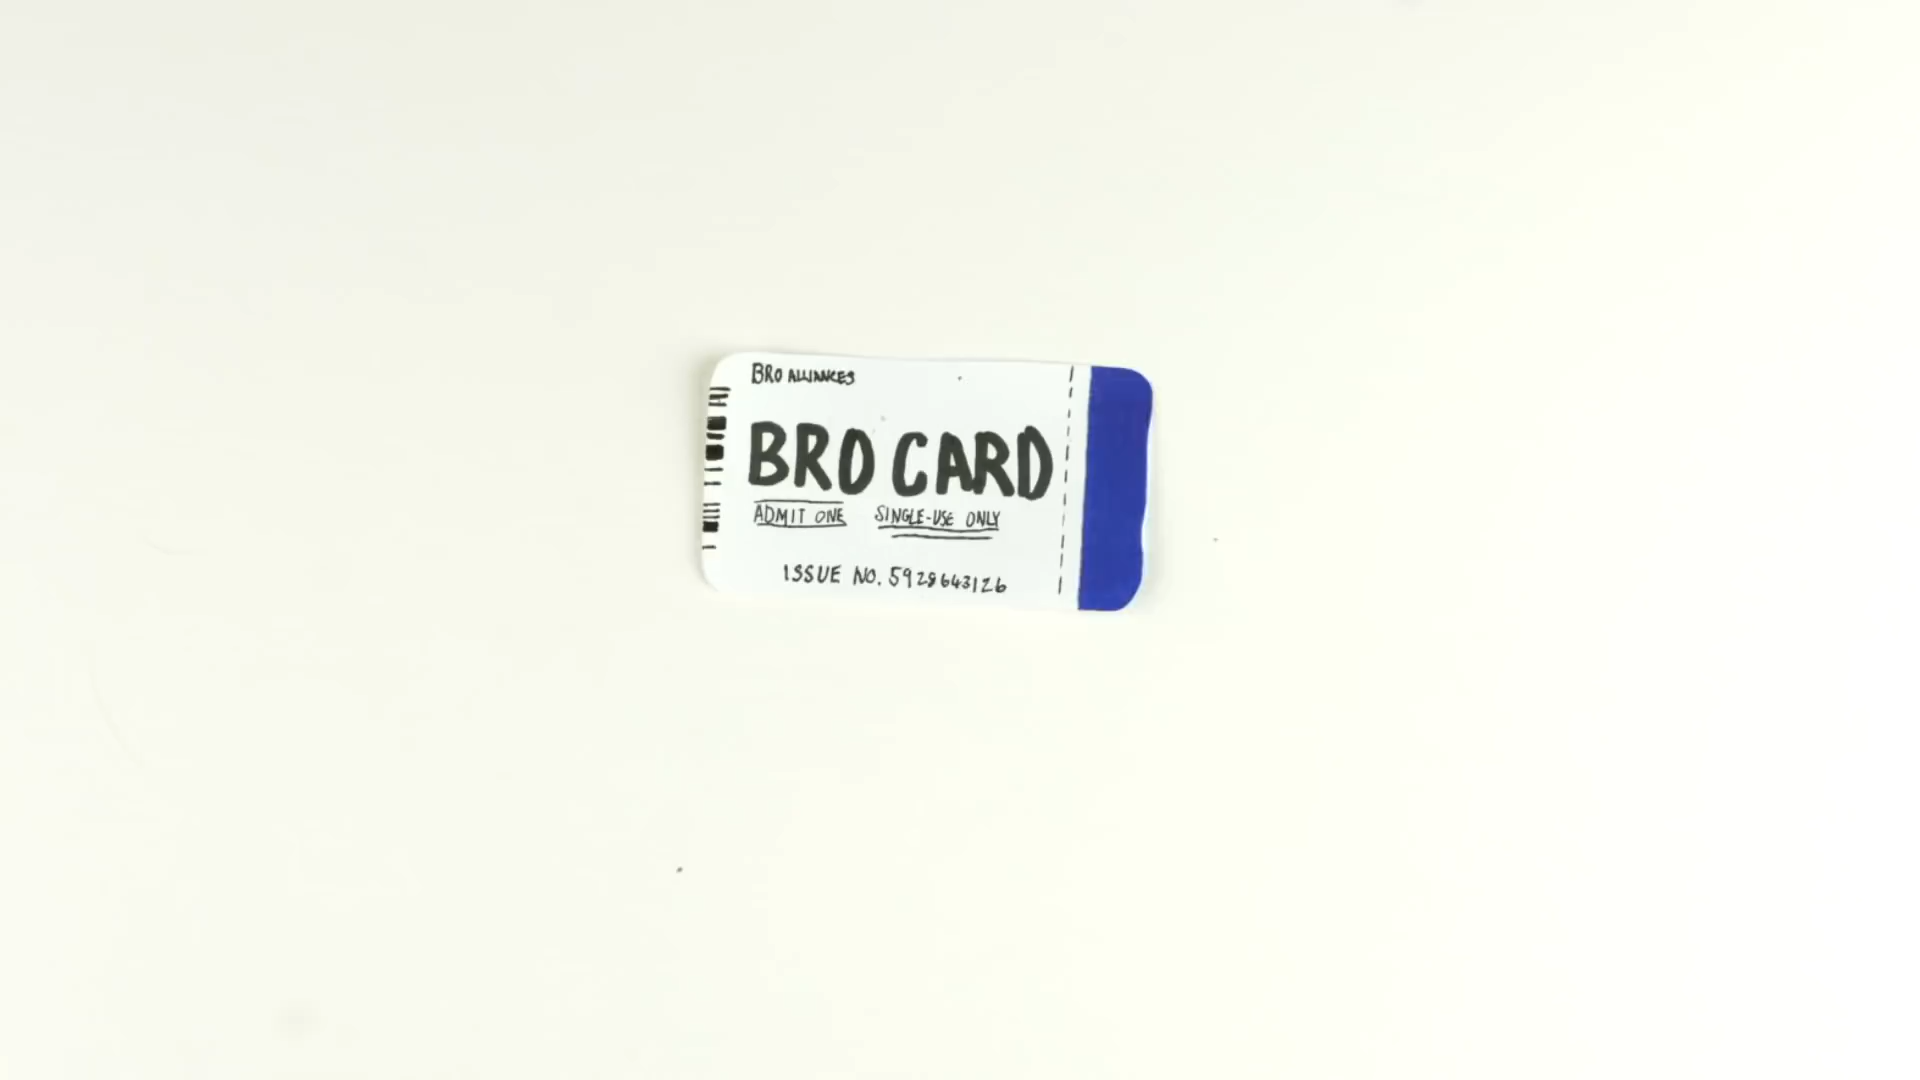 BRO ALLIANCES
BRO CARD
ADMIT ONE SINGLE-USE ONLY
ISSUE NO. 5928643126